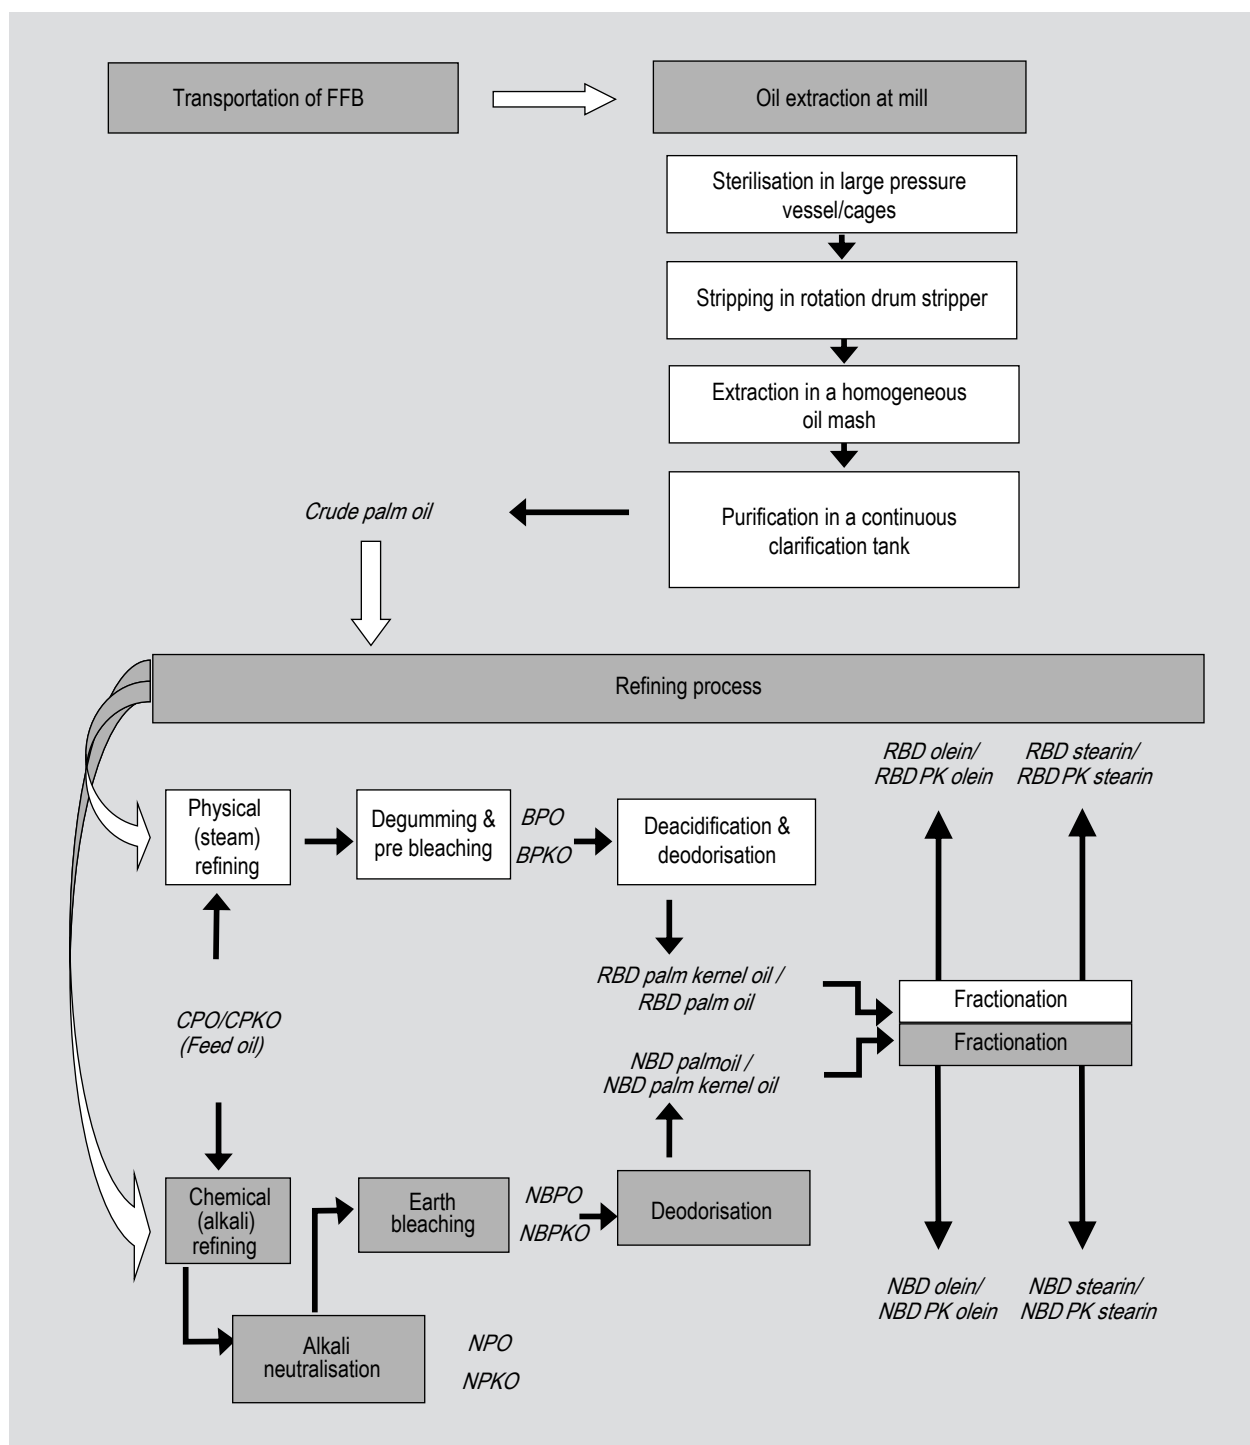 Transportation of FFB
Oil extraction at mill
Sterilisation in large pressure
vessel/cages
Stripping in rotation drum stripper
Extraction in a homogeneous
oil mash
Purification in a continuous
clarification tank
Crude palm oil
Refining process
RBD olein/
RBD PK olein
RBD stearin/
RBD PK stearin
Physical
(steam)
refining
Degumming &
pre bleaching
BPO
BPKO
Deacidification &
deodorisation
RBD palm kernel oil /
RBD palm oil
Fractionation
CPO/CPKO
(Feed oil)
Fractionation
NBD palmoil /
NBD palm kernel oil
Chemical
(alkali)
refining
Earth
bleaching
NBPO
NBPKO
Deodorisation
NBD olein/
NBD PK olein
NBD stearin/
NBD PK stearin
Alkali
neutralisation
NPO
NPKO